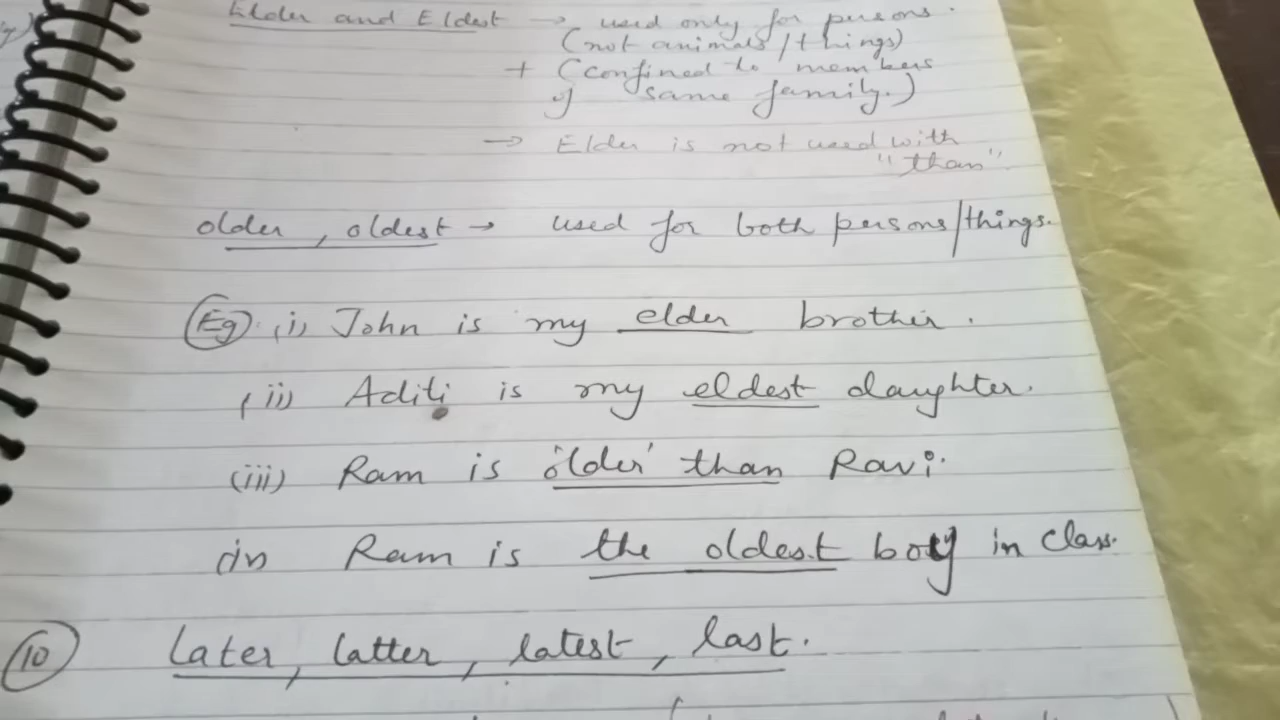 Elder and Eldest → used only for persons.
(not animals/things)
+ (confined to members
of same family.)
→ Elder is not used with
"than"
older, oldest → used for both persons/things.
Eg. (i) John is my elder brother.
(ii) Aditi is my eldest daughter.
(iii) Ram is 'older' than Ravi.
(iv) Ram is the oldest boy in class.
10 Later, latter, latest, last.